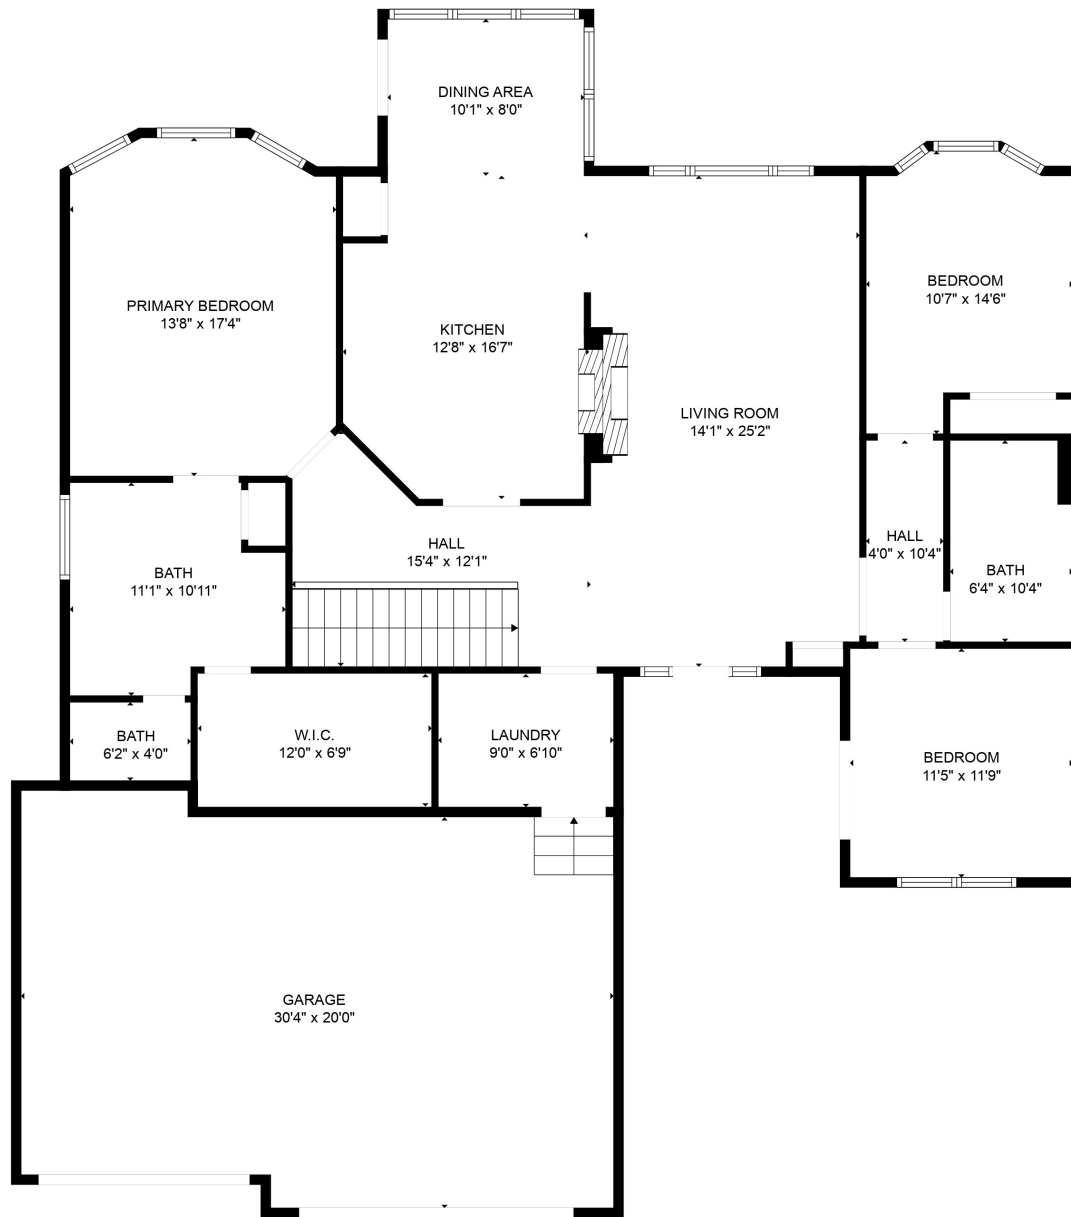 DINING AREA
10'1" x 8'0"
PRIMARY BEDROOM
13'8" x 17'4"
KITCHEN
12'8" x 16'7"
BEDROOM
10'7" x 14'6"
LIVING ROOM
14'1" x 25'2"
HALL
15'4" x 12'1"
HALL
4'0" x 10'4"
BATH
6'4" x 10'4"
BATH
11'1" x 10'11"
BATH
6'2" x 4'0"
W.I.C.
12'0" x 6'9"
LAUNDRY
9'0" x 6'10"
BEDROOM
11'5" x 11'9"
GARAGE
30'4" x 20'0"